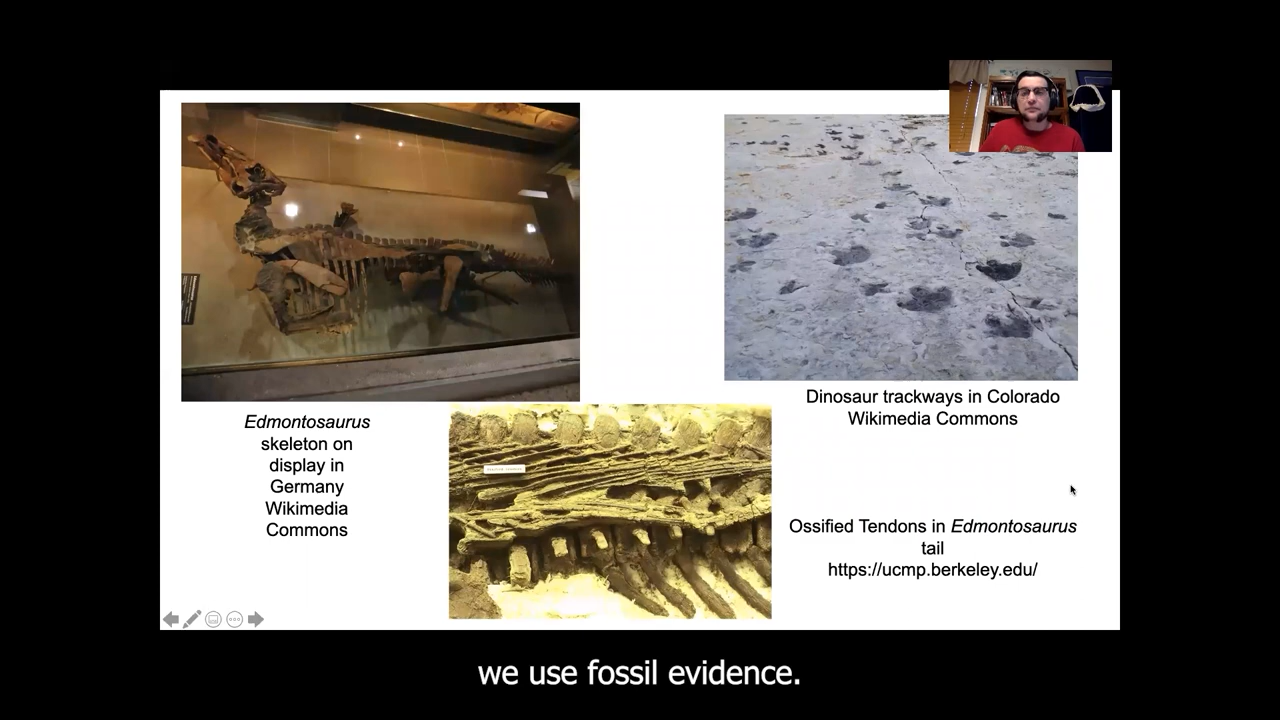 Edmontosaurus
skeleton on
display in
Germany
Wikimedia
Commons
Dinosaur trackways in Colorado
Wikimedia Commons
Ossified Tendons in Edmontosaurus
tail
https://ucmp.berkeley.edu/
we use fossil evidence.